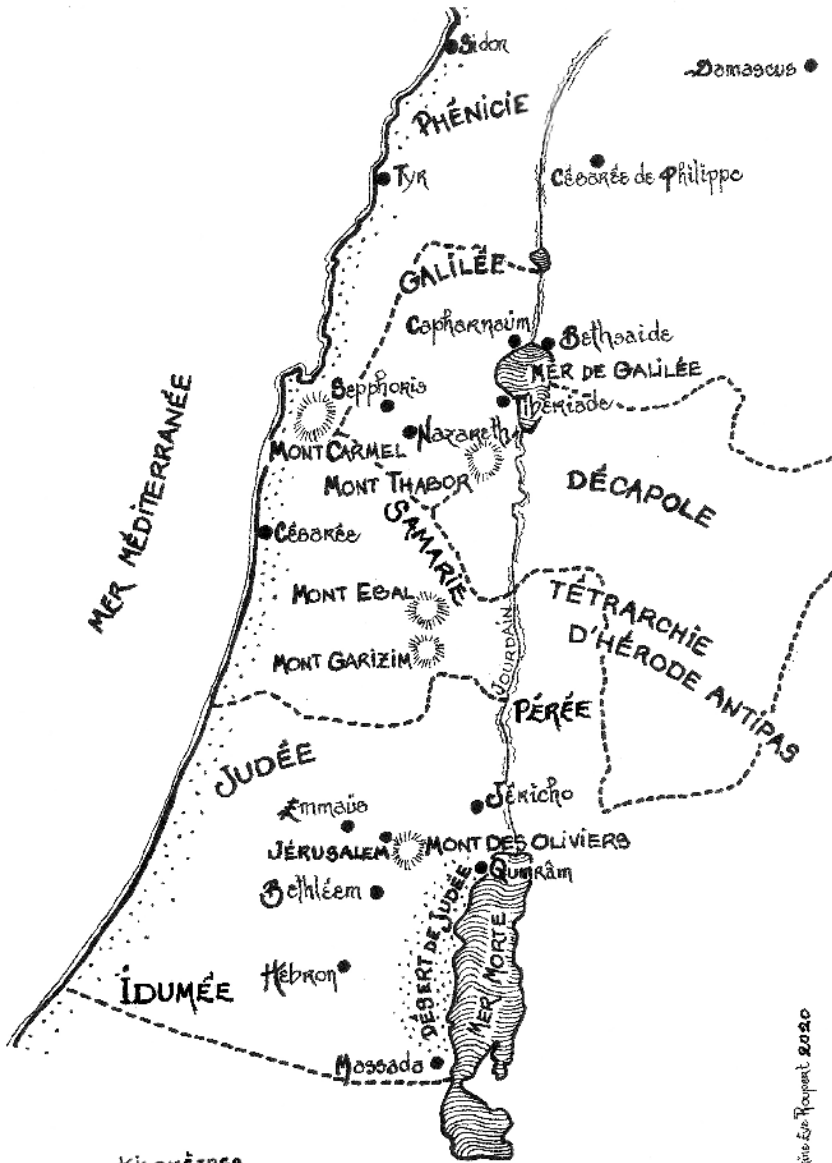 Sidon
Damascus
PHÉNICIE
Tyr
Césarée de Philippe
GALILÉE
Capharnaüm
Bethsaïde
MER DE GALILÉE
Sepphoris
Tibériade
MER MÉDITERRANÉE
Nazareth
MONT CARMEL
MONT THABOR
DÉCAPOLE
SAMARIE
Césarée
MONT EBAL
TÉTRARCHIE
D'HÉRODE ANTIPAS
MONT GARIZIM
JOURDAIN
PÉRÉE
JUDÉE
Jéricho
Emmaüs
JÉRUSALEM
MONT DES OLIVIERS
Qumrâm
Bethléem
DÉSERT DE JUDÉE
MER MORTE
Hébron
IDUMÉE
Massada
2020